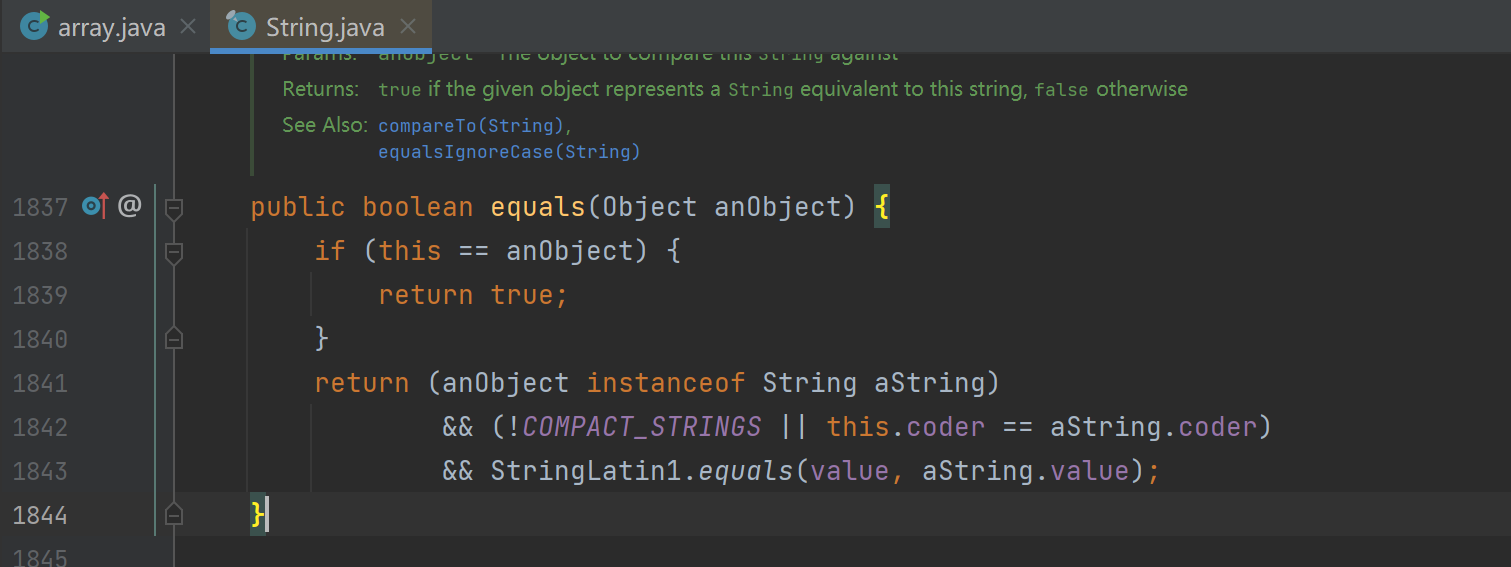 array.java String.java
Params: anObject – The object to compare this String against
Returns: true if the given object represents a String equivalent to this string, false otherwise
See Also: compareTo(String),
equalsIgnoreCase(String)
1837 @ public boolean equals(Object anObject) {
1838 if (this == anObject) {
1839 return true;
1840 }
1841 return (anObject instanceof String aString)
1842 && (!COMPACT_STRINGS || this.coder == aString.coder)
1843 && StringLatin1.equals(value, aString.value);
1844 }
1845